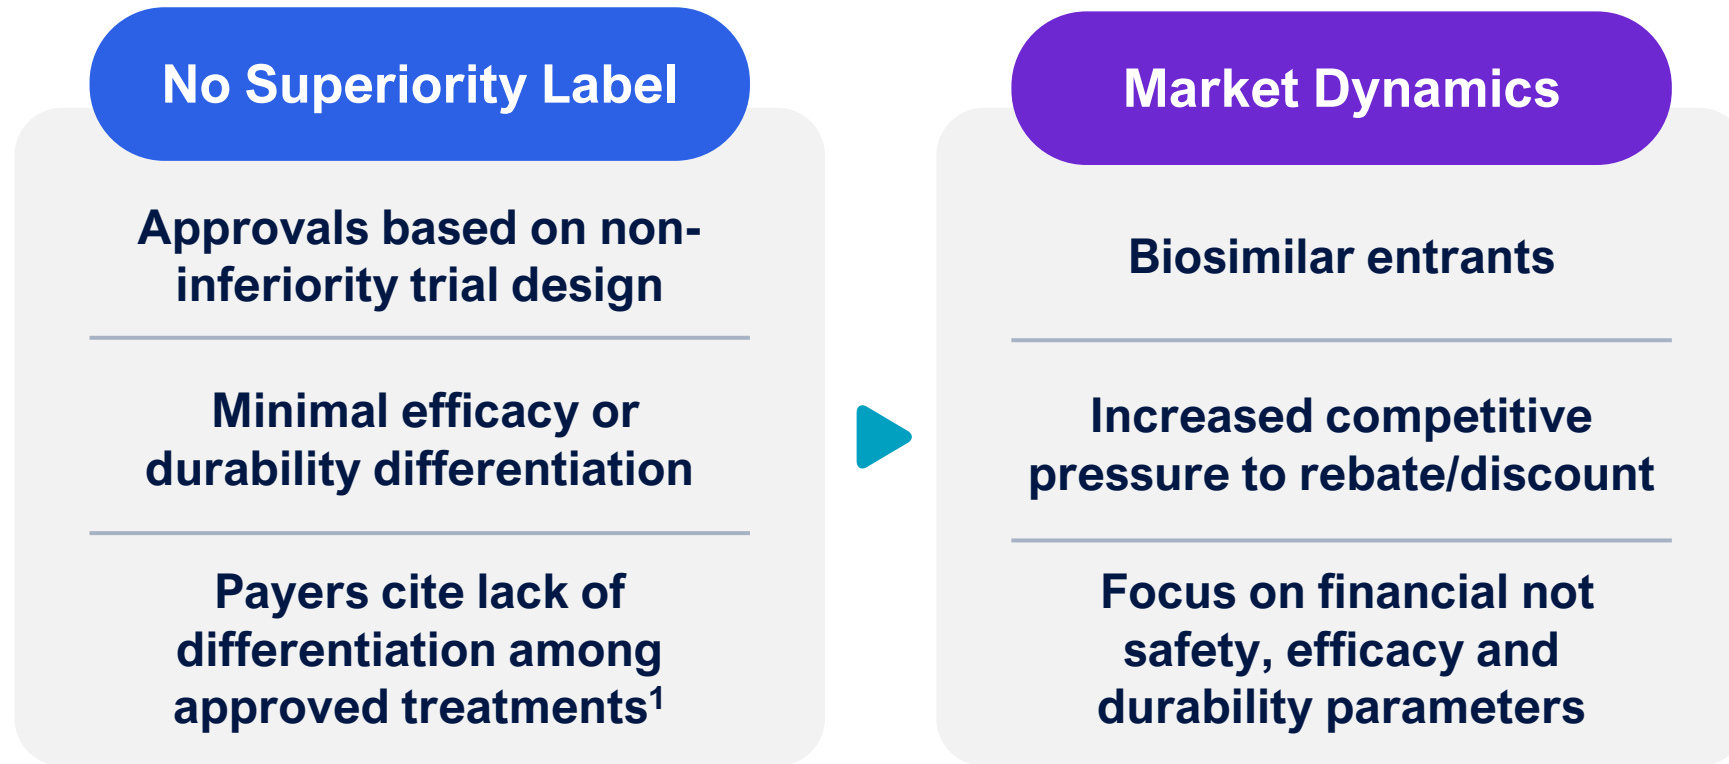 No Superiority Label
Approvals based on non-
inferiority trial design
Minimal efficacy or
durability differentiation
Payers cite lack of
differentiation among
approved treatments¹
Market Dynamics
Biosimilar entrants
Increased competitive
pressure to rebate/discount
Focus on financial not
safety, efficacy and
durability parameters